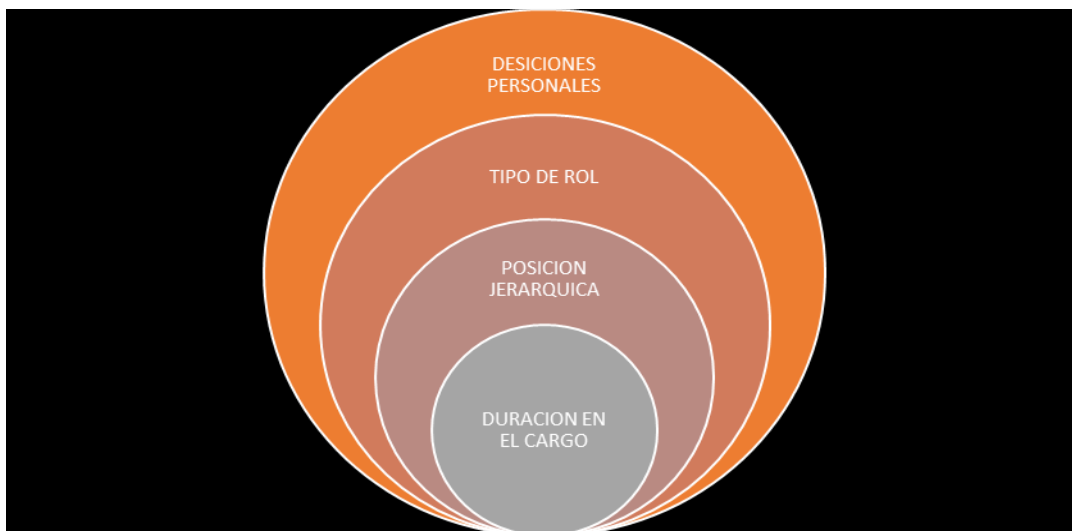 DESICIONES
PERSONALES
TIPO DE ROL
POSICION
JERARQUICA
DURACION EN
EL CARGO